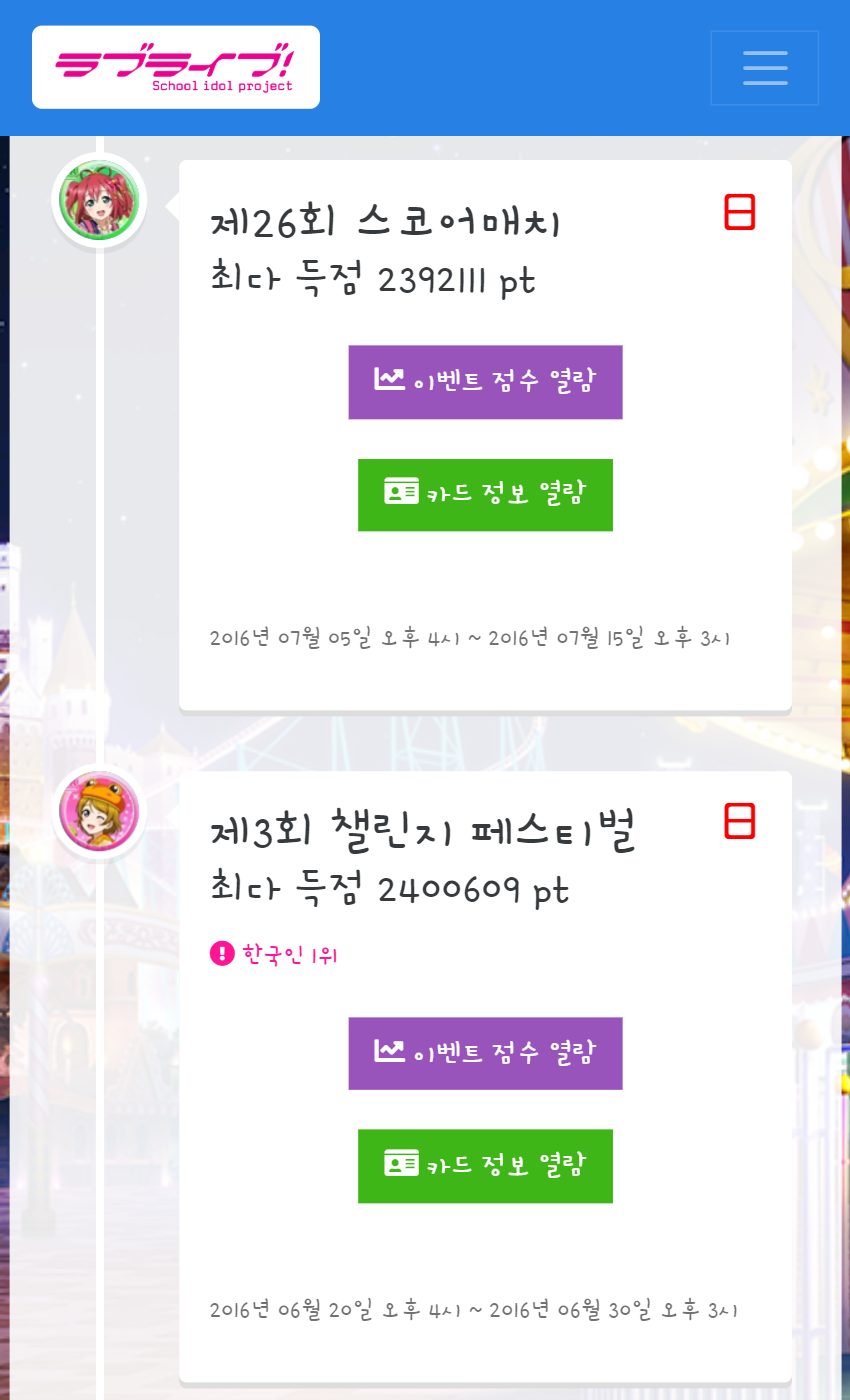 ラブライブ!
School idol project
제26회 스코어매치
日
최다 득점 2392111 pt
이벤트 점수 열람
카드 정보 열람
2016년 07월 05일 오후 4시 ~ 2016년 07월 15일 오후 3시
제3회 챌린지 페스티벌
日
최다 득점 2400609 pt
한국인 1위
이벤트 점수 열람
카드 정보 열람
2016년 06월 20일 오후 4시 ~ 2016년 06월 30일 오후 3시